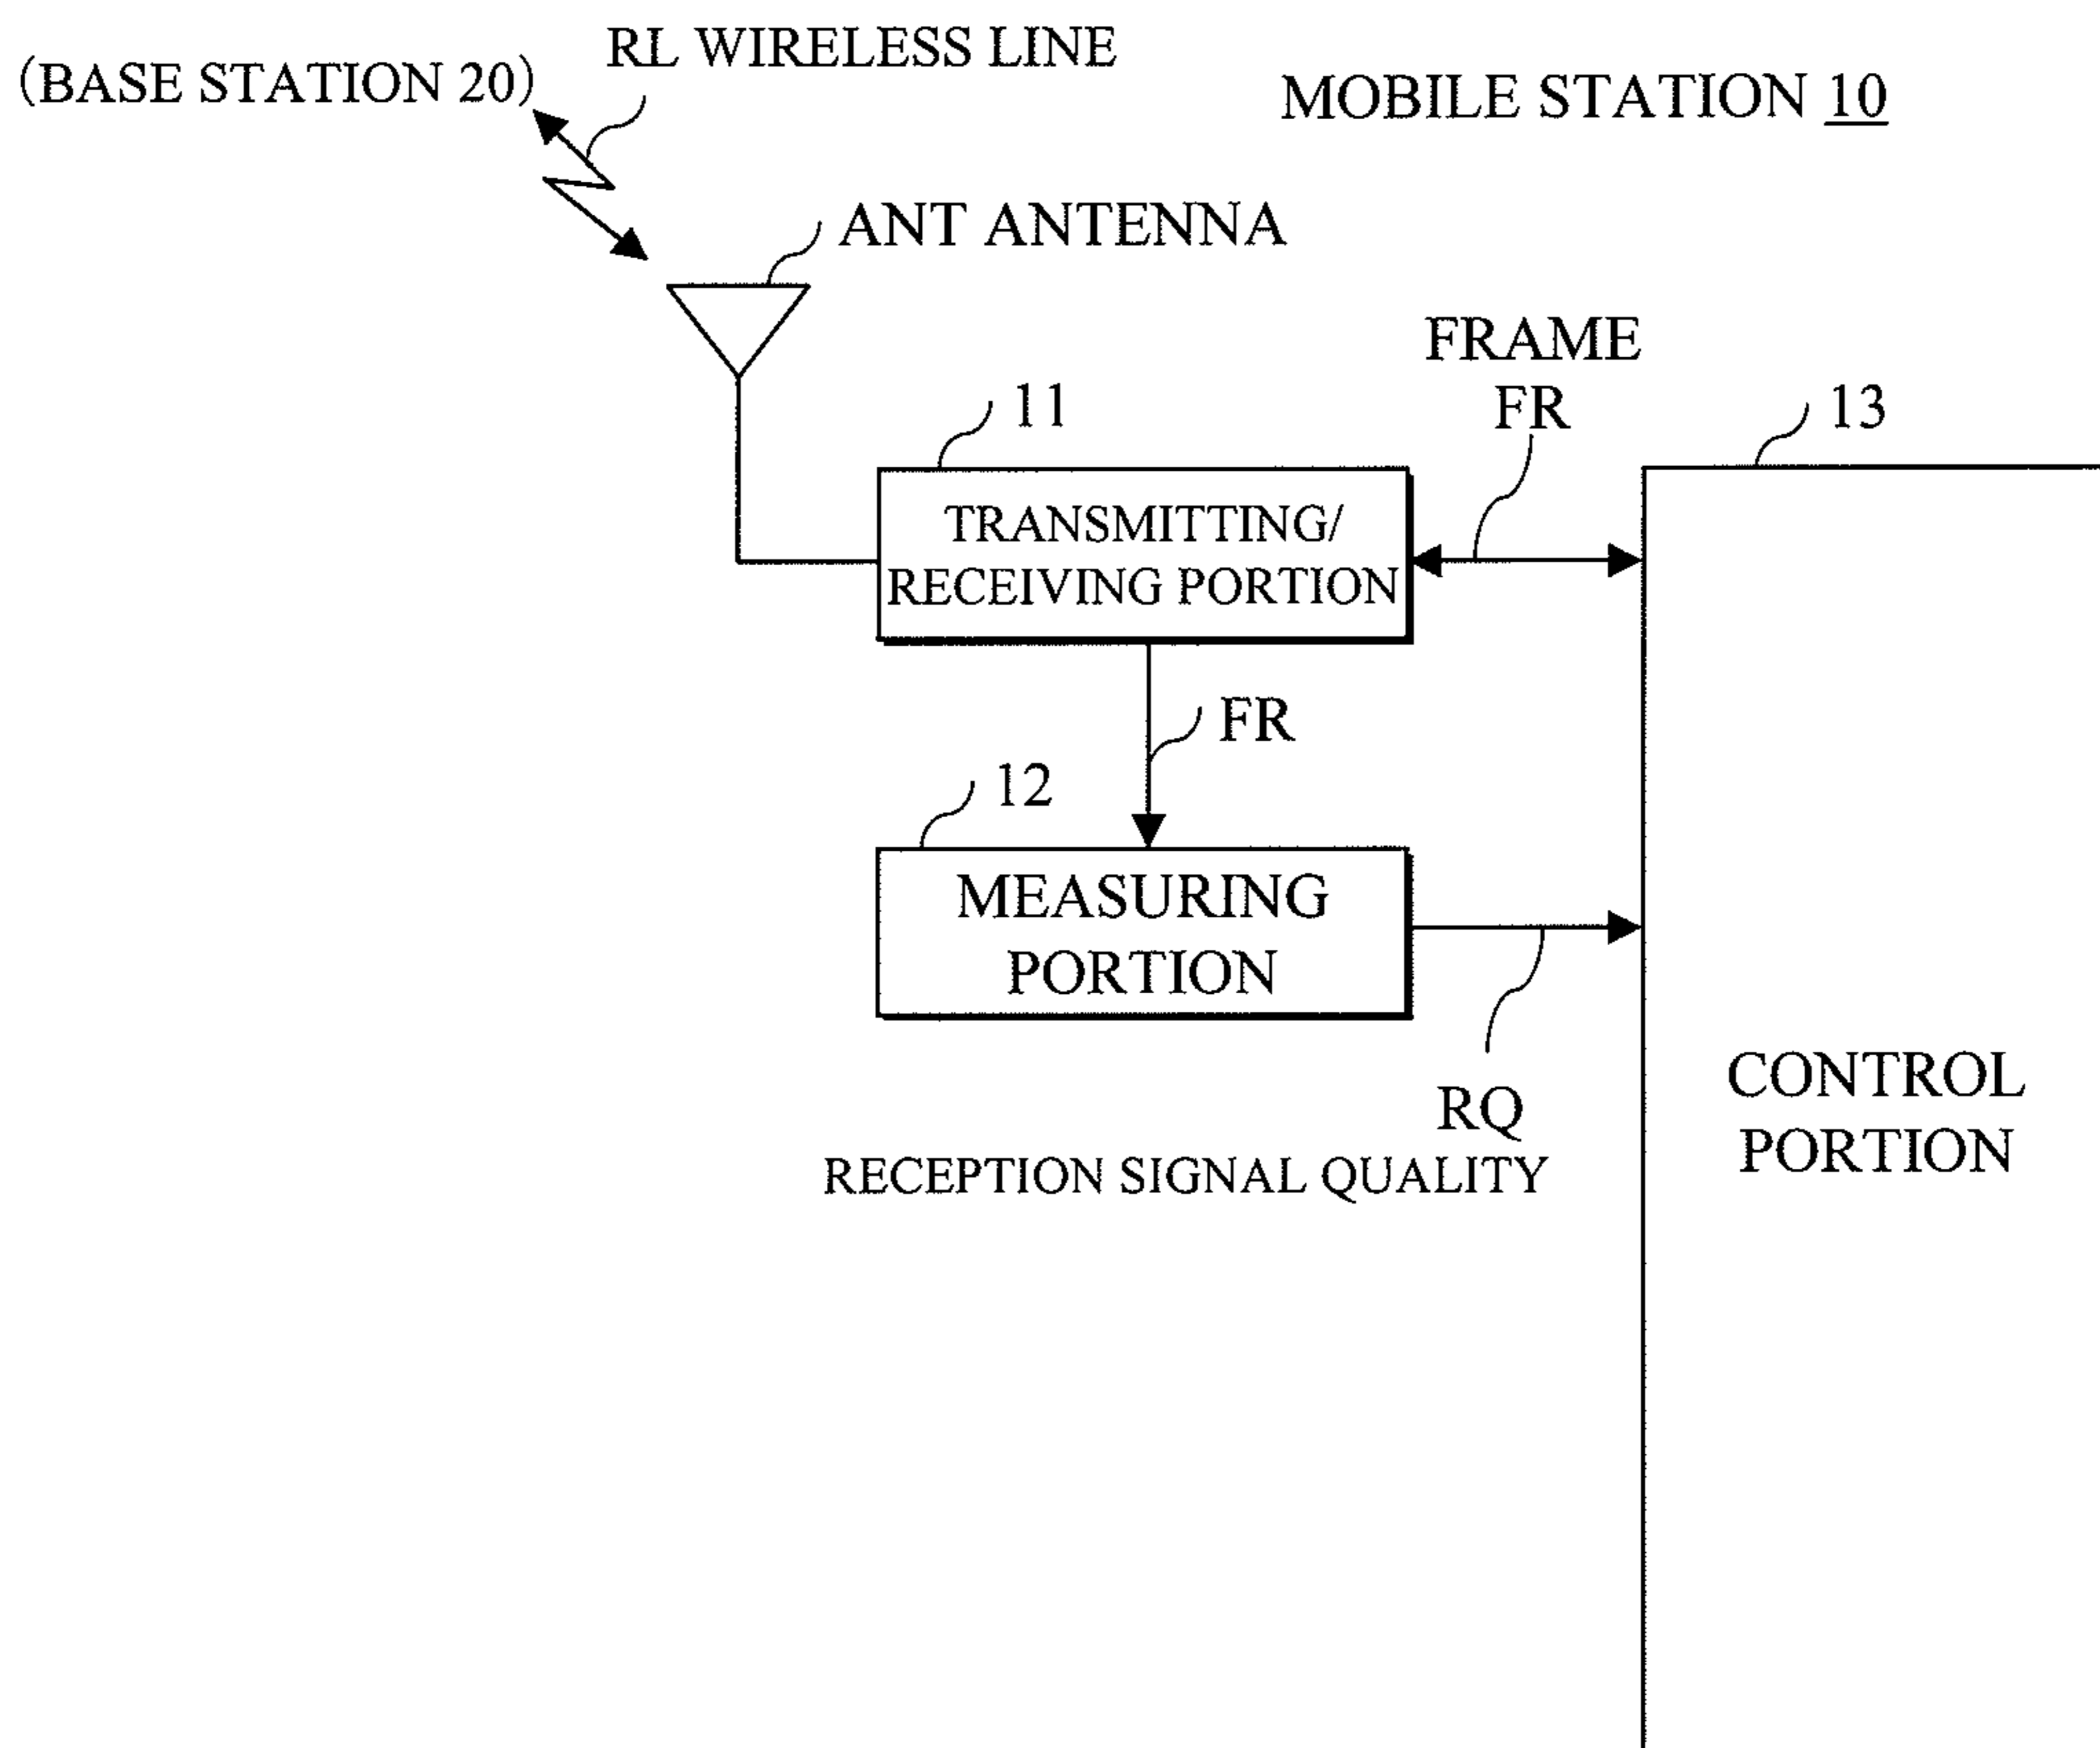 (BASE STATION 20)
RL WIRELESS LINE
MOBILE STATION 10
ANT ANTENNA
FRAME
FR
11
13
TRANSMITTING/
RECEIVING PORTION
FR
12
MEASURING
PORTION
RQ
RECEPTION SIGNAL QUALITY
CONTROL
PORTION